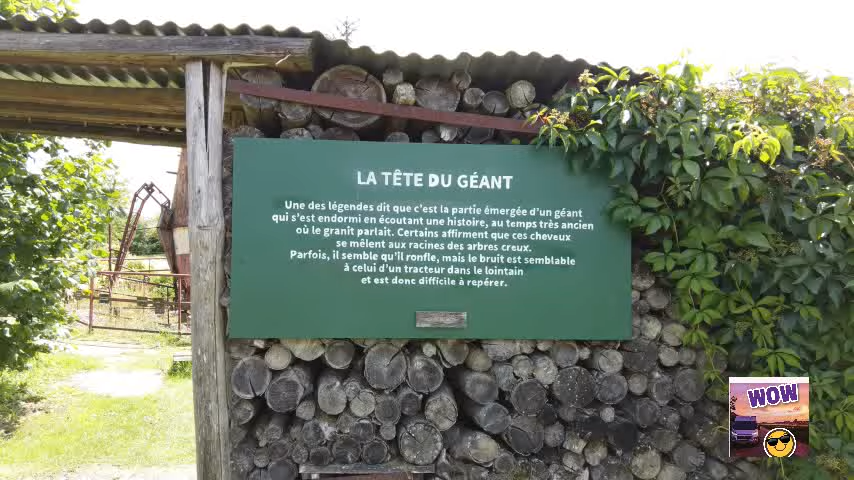 LA TÊTE DU GÉANT
Une des légendes dit que c'est la partie émergée d'un géant
qui s'est endormi en écoutant une histoire, au temps très ancien
où le granit parlait. Certains affirment que ces cheveux
se mêlent aux racines des arbres creux.
Parfois, il semble qu'il ronfle, mais le bruit est semblable
à celui d'un tracteur dans le lointain
et est donc difficile à repérer.
WOW